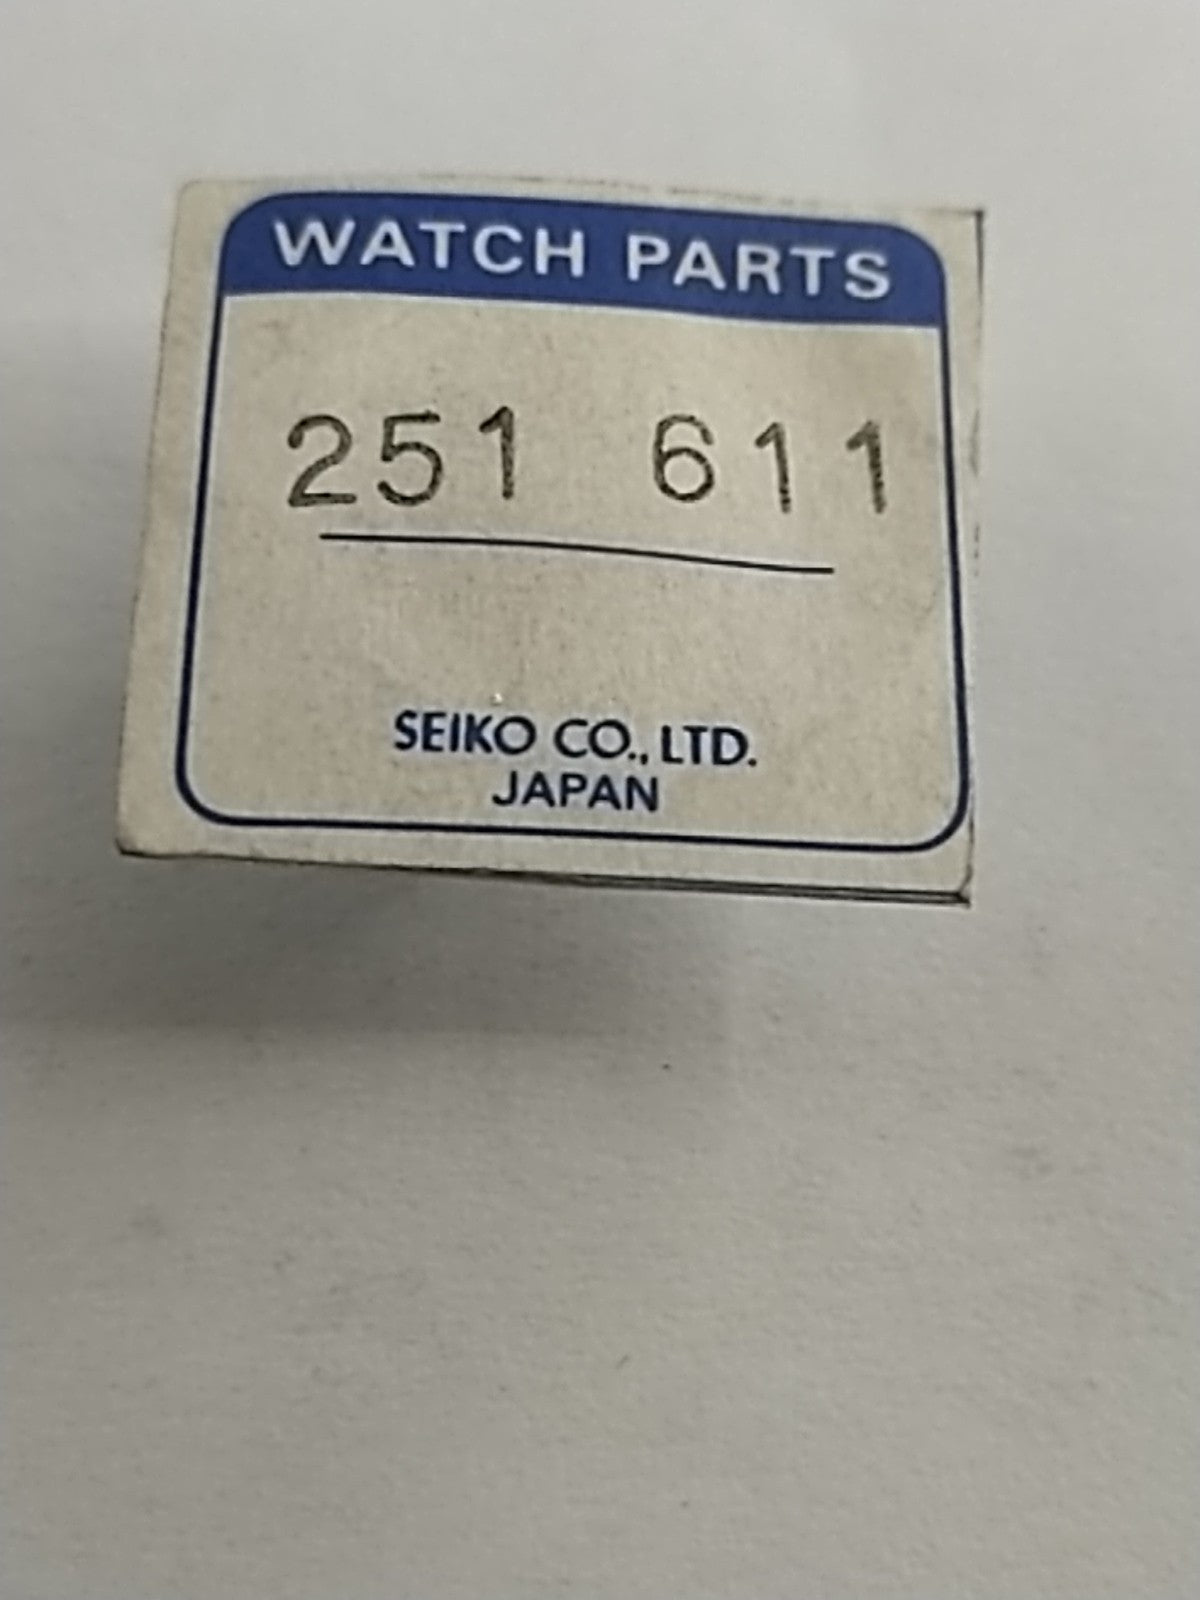 WATCH PARTS
251 611
SEIKO CO., LTD.
JAPAN